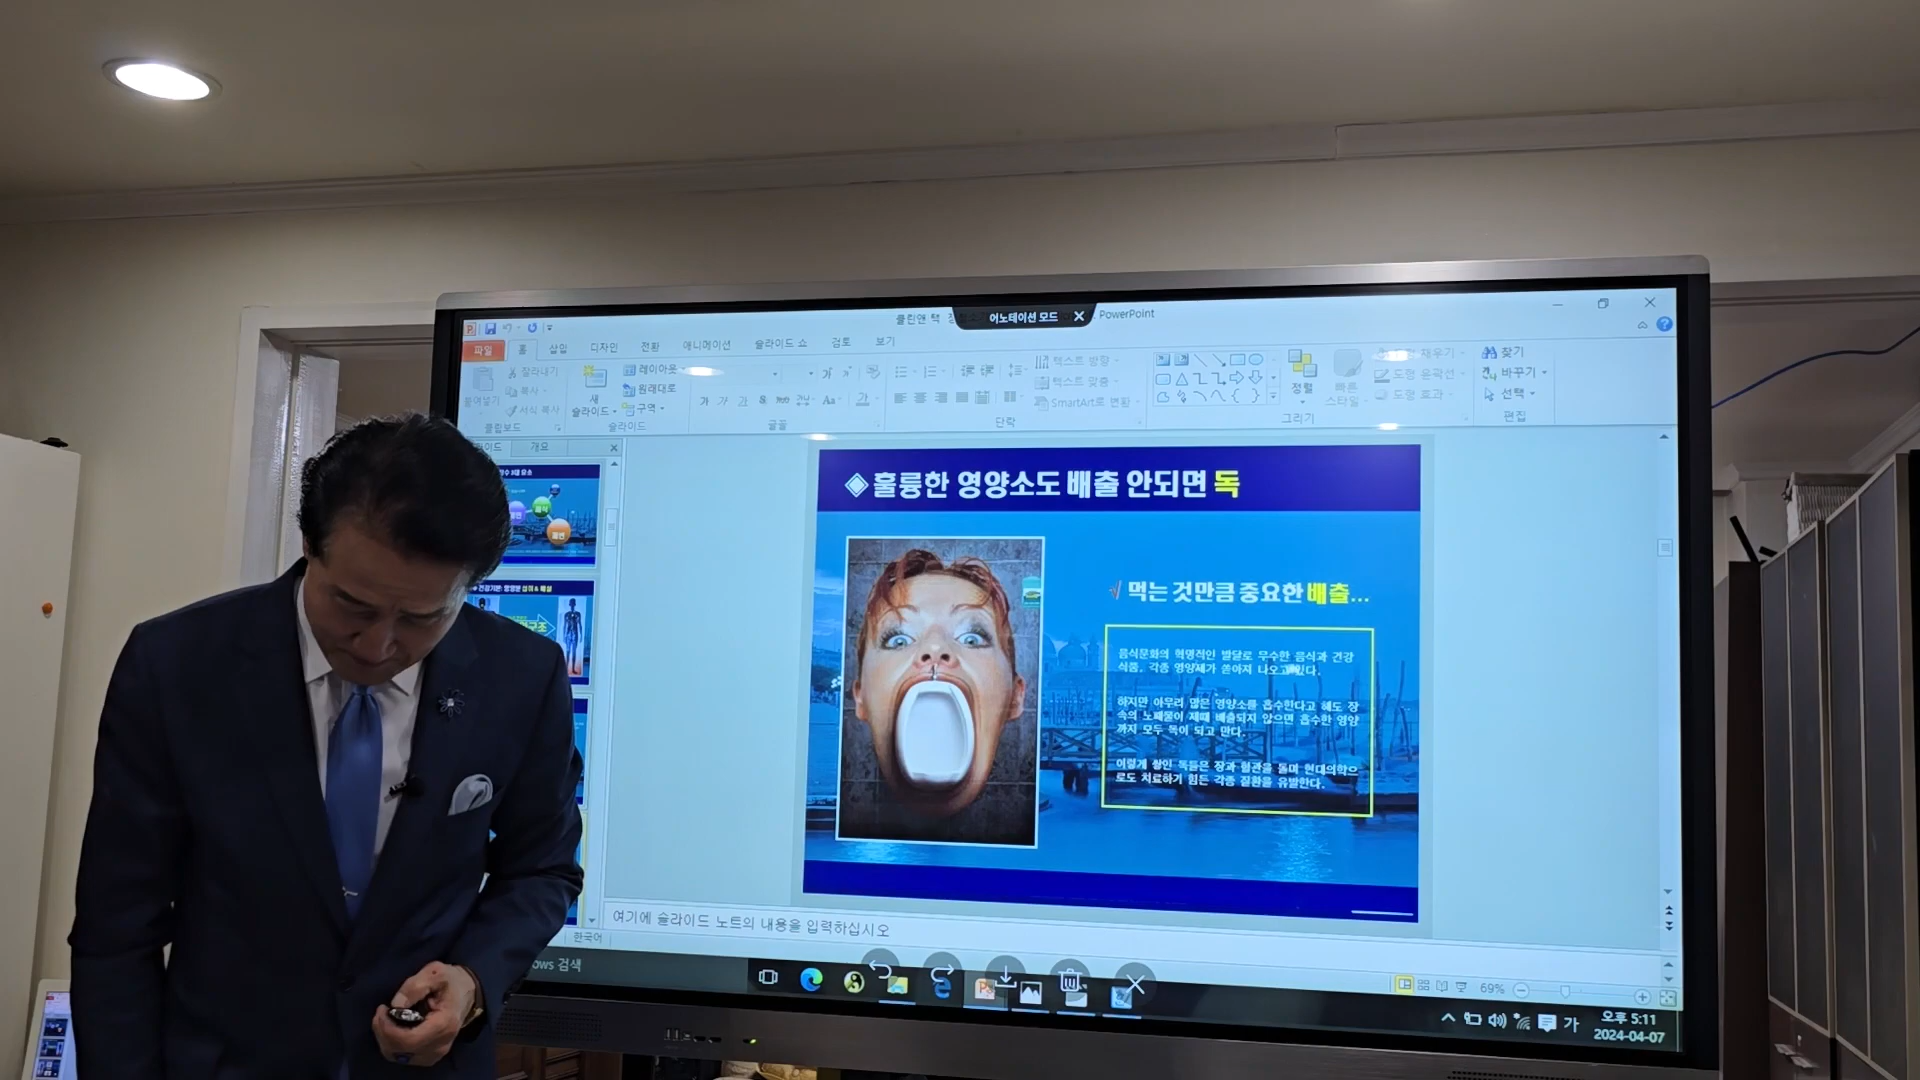 어노테이션 모드
- PowerPoint
파일
홈
삽입
디자인
전환
애니메이션
슬라이드 쇼
검토
보기
잘라내기
복사
서식 복사
붙여넣기
클립보드
새
슬라이드
레이아웃
원래대로
구역
슬라이드
글꼴
텍스트 방향
텍스트 맞춤
SmartArt로 변환
단락
정렬
빠른
스타일
도형 윤곽선
도형 효과
그리기
찾기
바꾸기
선택
편집
개요
◈훌륭한 영양소도 배출 안되면 독
√ 먹는 것만큼 중요한 배출...
음식문화의 혁명적인 발달로 무수한 음식과 건강
식품, 각종 영양제가 쏟아져 나오고 있다.
하지만 아무리 많은 영양소를 흡수한다고 해도 장
속의 노폐물이 제때 배출되지 않으면 흡수한 영양
까지 모두 독이 되고 만다.
이렇게 쌓인 독들은 장과 혈관을 돌며 현대의학으
로도 치료하기 힘든 각종 질환을 유발한다.
여기에 슬라이드 노트의 내용을 입력하십시오
한국어
69%
ows 검색
가
오후 5:11
2024-04-07